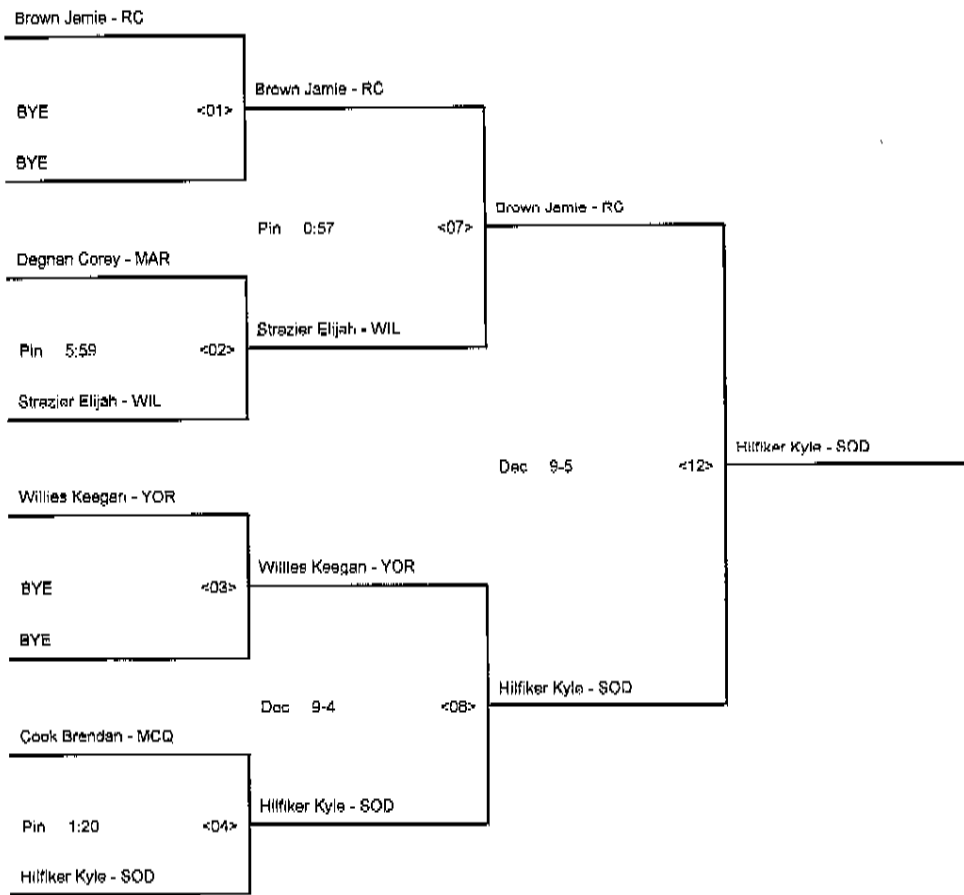 Brown Jamie - RC
Brown Jamie - RC
BYE <01>
BYE
Brown Jamie - RC
Pin 0:57 <07>
Degnan Corey - MAR
Strazier Elijah - WIL
Pin 5:59 <02>
Strazier Elijah - WIL
Hilfiker Kyle - SOD
Dec 9-5 <12>
Willies Keegan - YOR
Willies Keegan - YOR
BYE <03>
BYE
Hilfiker Kyle - SOD
Dec 9-4 <08>
Cook Brendan - MCQ
Hilfiker Kyle - SOD
Pin 1:20 <04>
Hilfiker Kyle - SOD